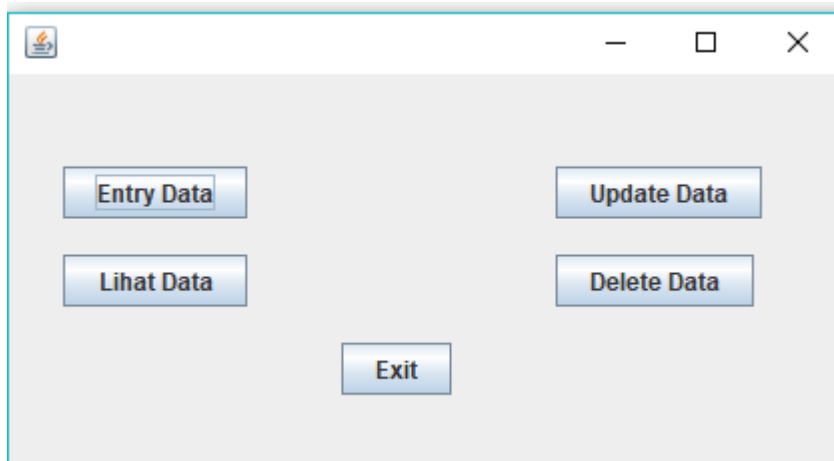 Entry Data
Update Data
Lihat Data
Delete Data
Exit